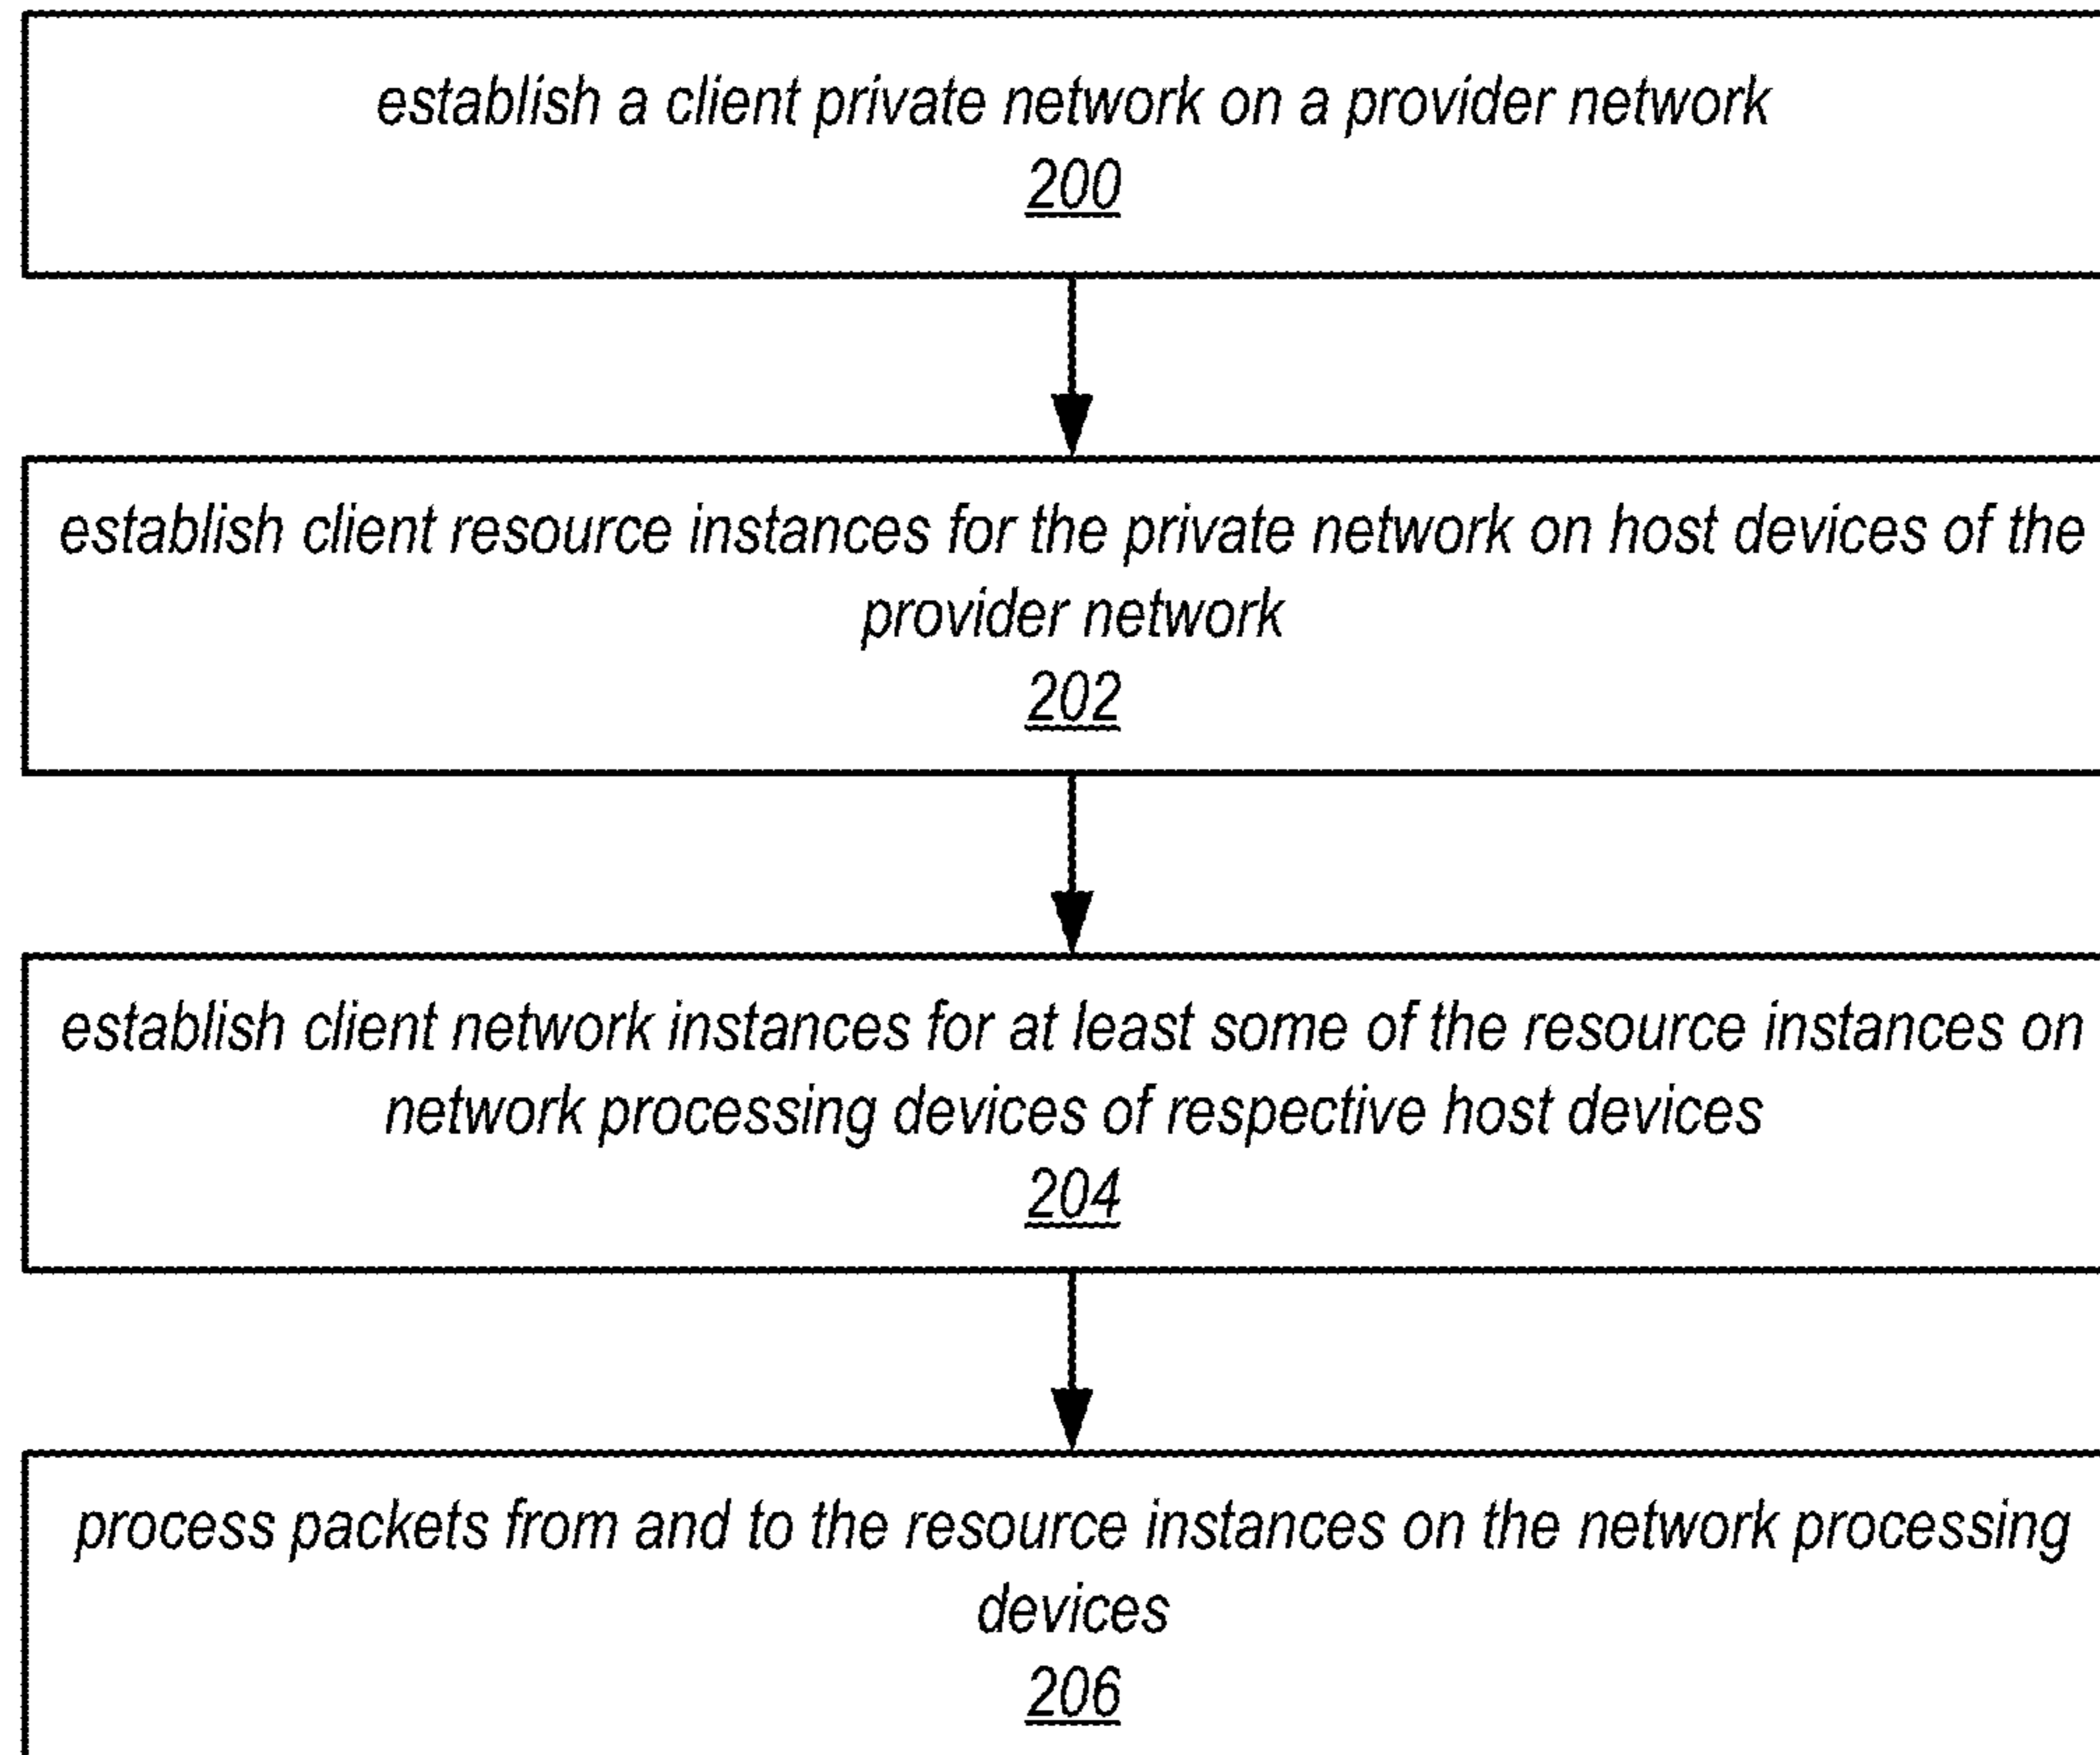 establish a client private network on a provider network
200
establish client resource instances for the private network on host devices of the
provider network
202
establish client network instances for at least some of the resource instances on
network processing devices of respective host devices
204
process packets from and to the resource instances on the network processing
devices
206